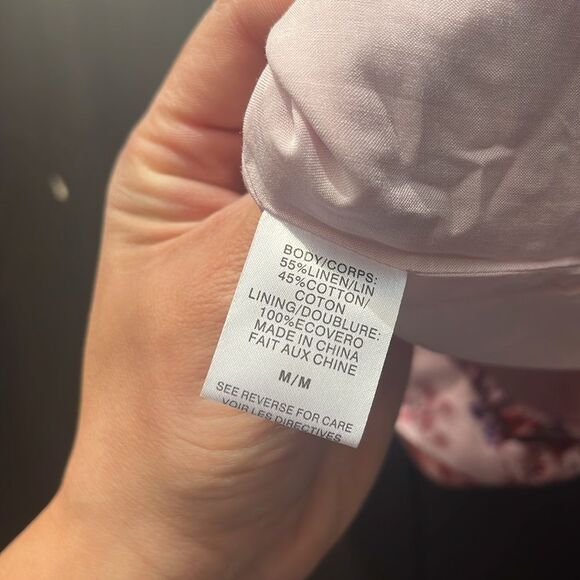 BODY/CORPS:
55%LINEN/LIN
45%COTTON/
COTON
LINING/DOUBLURE:
100%ECOVERO
MADE IN CHINA
FAIT AUX CHINE
M/M
SEE REVERSE FOR CARE
VOIR LES DIRECTIVES